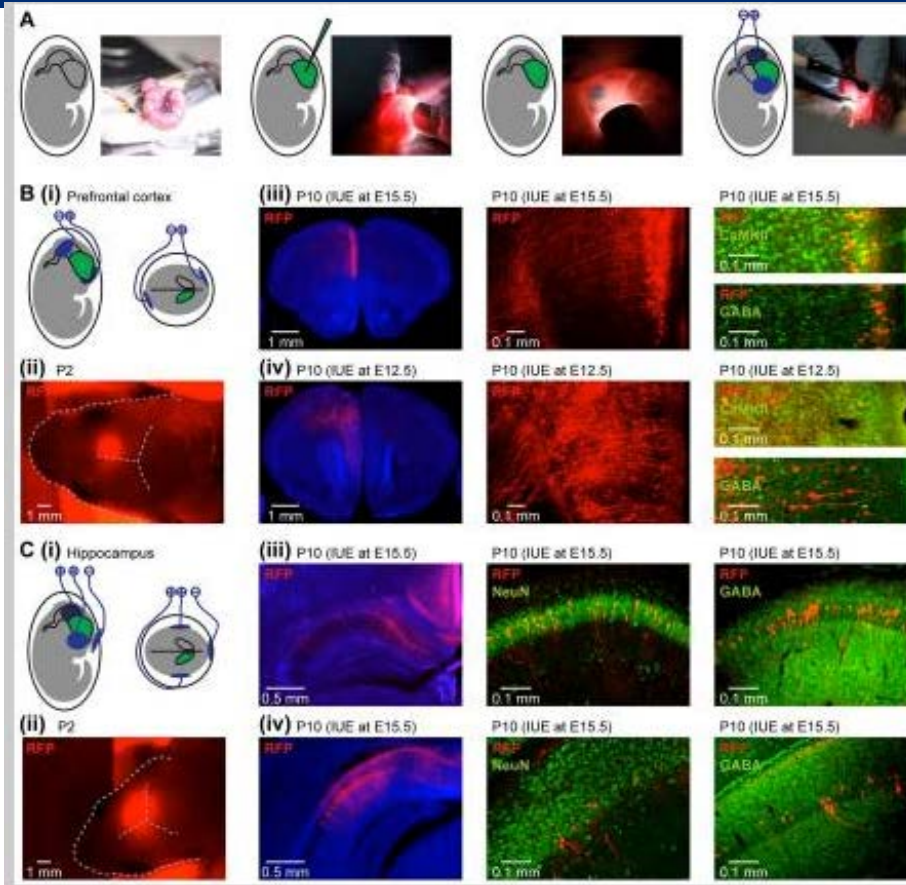 A
B (i) Prefrontal cortex
(iii) P10 (IUE at E15.5)
RFP
1 mm
P10 (IUE at E15.5)
RFP
0.1 mm
P10 (IUE at E15.5)
RFP
CaMKII
0.1 mm
RFP
GABA
0.1 mm
(ii) P2
RFP
1 mm
(iv) P10 (IUE at E12.5)
RFP
1 mm
P10 (IUE at E12.5)
RFP
0.1 mm
P10 (IUE at E12.5)
CaMKII
0.1 mm
GABA
0.1 mm
C (i) Hippocampus
(iii) P10 (IUE at E15.5)
RFP
0.5 mm
P10 (IUE at E15.5)
RFP
NeuN
0.1 mm
P10 (IUE at E15.5)
RFP
GABA
0.1 mm
(ii) P2
RFP
1 mm
(iv) P10 (IUE at E15.5)
RFP
0.5 mm
P10 (IUE at E15.5)
RFP
NeuN
0.1 mm
P10 (IUE at E15.5)
RFP
GABA
0.1 mm